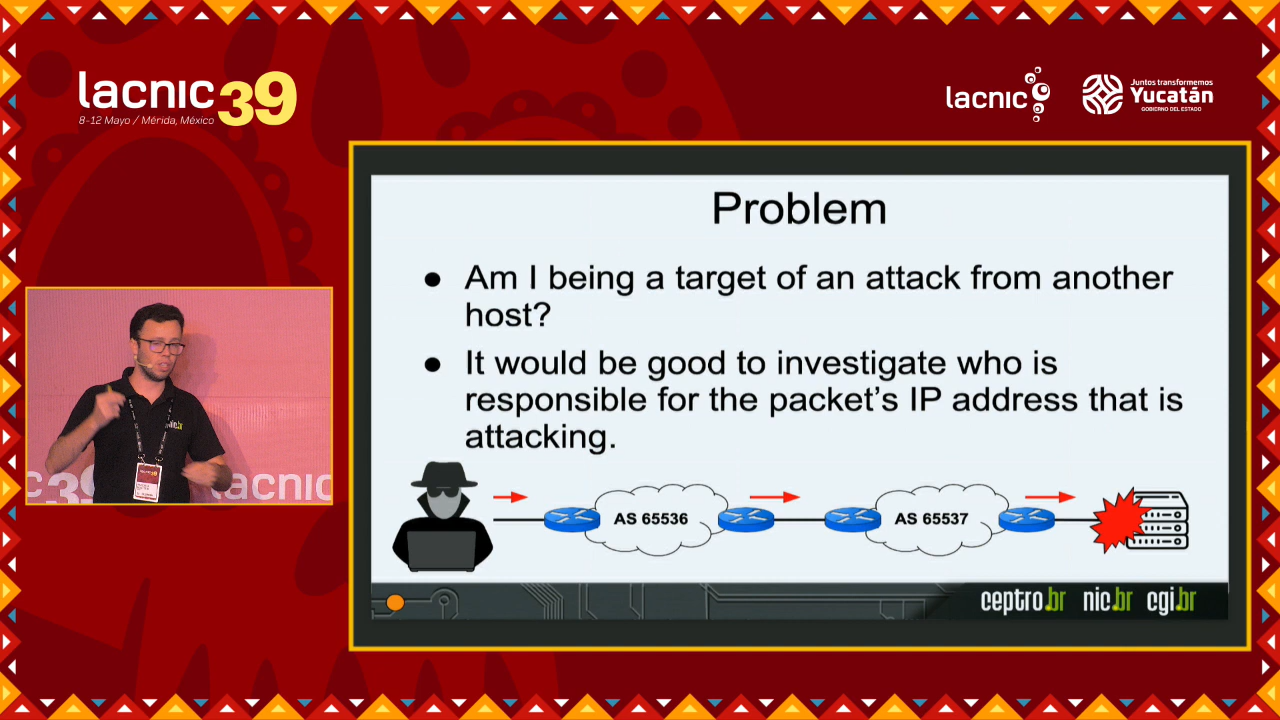 lacnic 39
8-12 Mayo / Mérida, México
lacnic
Juntos transformemos
Yucatán
GOBIERNO DEL ESTADO
Problem
● Am I being a target of an attack from another
host?
● It would be good to investigate who is
responsible for the packet's IP address that is
attacking.
AS 65536
AS 65537
ceptro.br nic.br cgi.br
lacnic